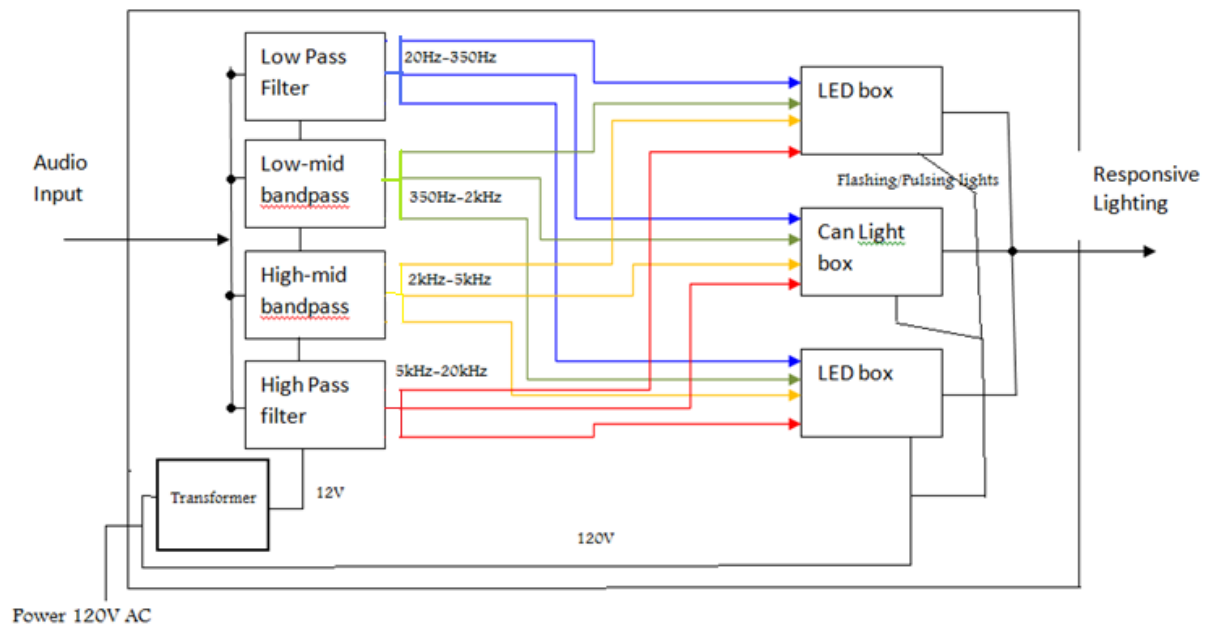 Low Pass
Filter
20Hz-350Hz
LED box
Audio
Input
Low-mid
bandpass
350Hz-2kHz
Flashing/Pulsing lights
Responsive
Lighting
High-mid
bandpass
2kHz-5kHz
Can Light
box
High Pass
filter
5kHz-20kHz
LED box
Transformer
12V
120V
Power 120V AC